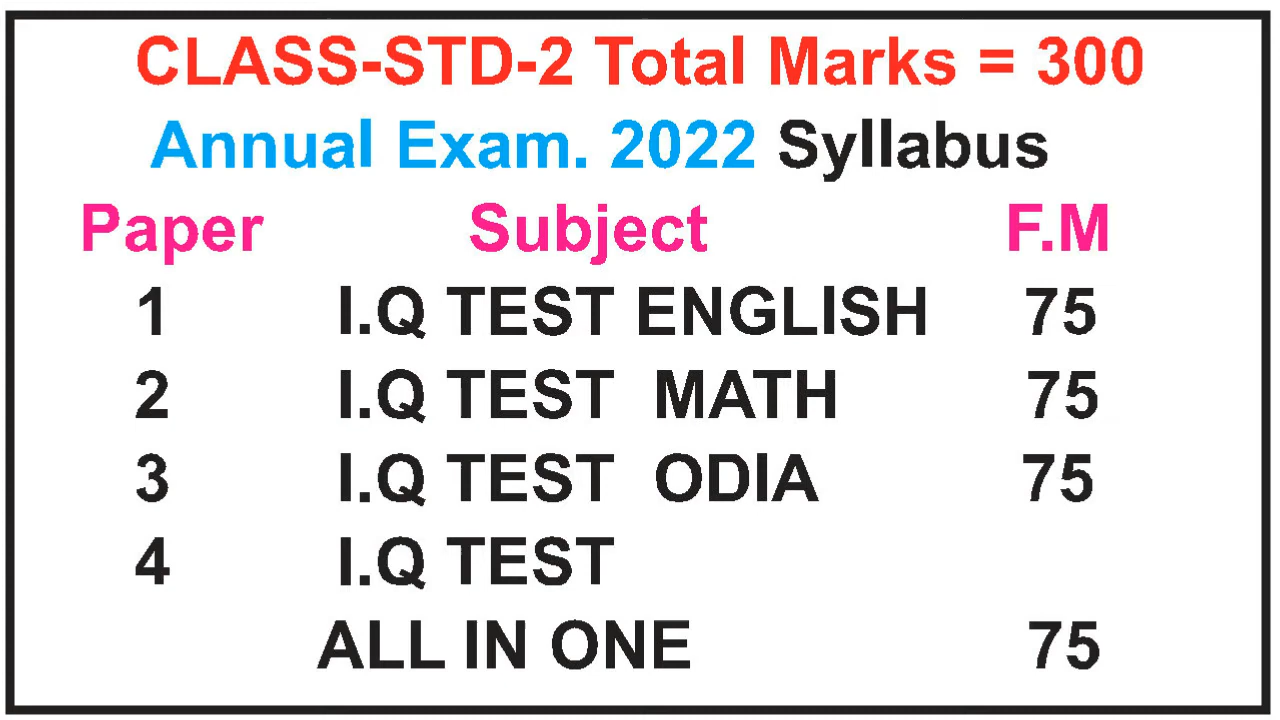 CLASS-STD-2 Total Marks = 300
Annual Exam. 2022 Syllabus
Paper Subject F.M
1 I.Q TEST ENGLISH 75
2 I.Q TEST MATH 75
3 I.Q TEST ODIA 75
4 I.Q TEST
ALL IN ONE 75